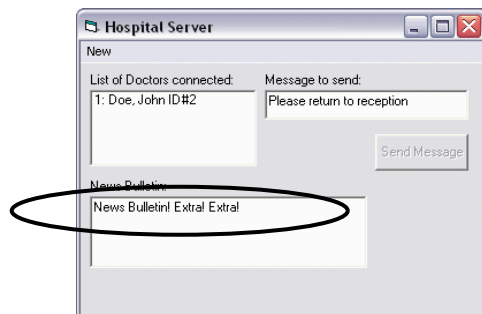 Hospital Server
New
List of Doctors connected:
1: Doe, John ID#2
Message to send:
Please return to reception
Send Message
News Bulletin:
News Bulletin! Extra! Extra!